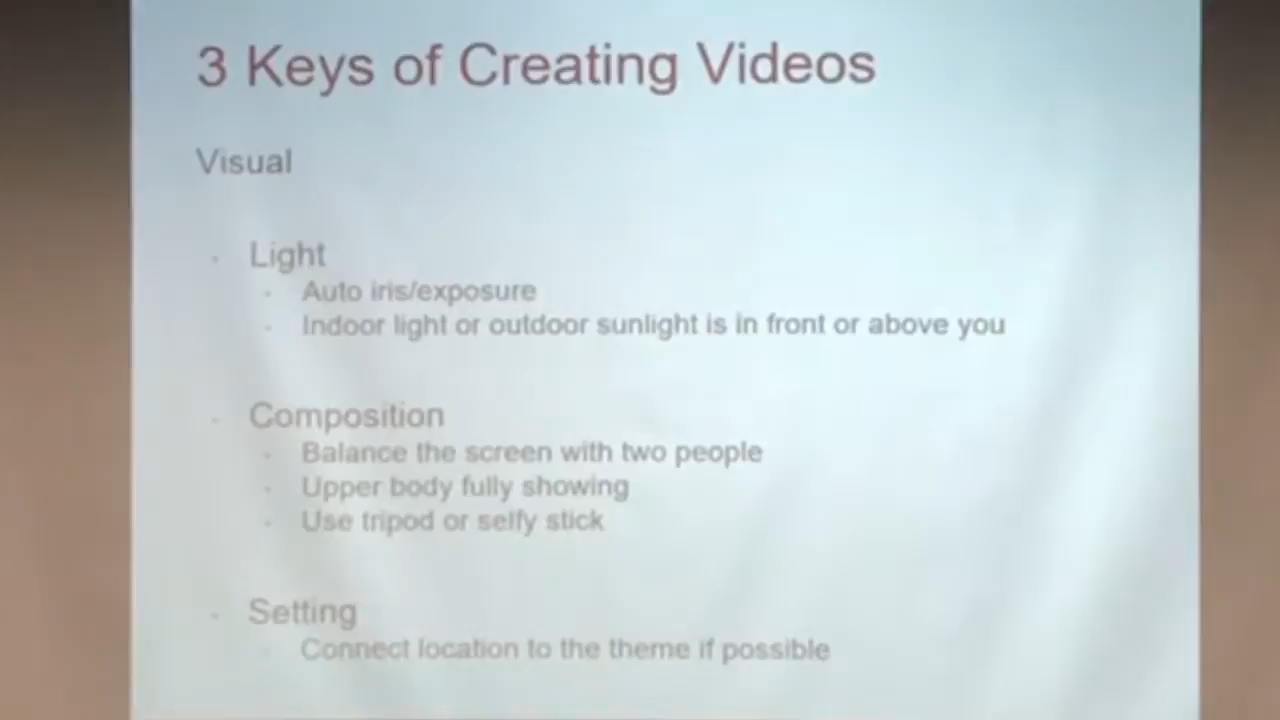 3 Keys of Creating Videos
Visual
- Light
- Auto iris/exposure
- Indoor light or outdoor sunlight is in front or above you
- Composition
- Balance the screen with two people
- Upper body fully showing
- Use tripod or selfy stick
- Setting
- Connect location to the theme if possible